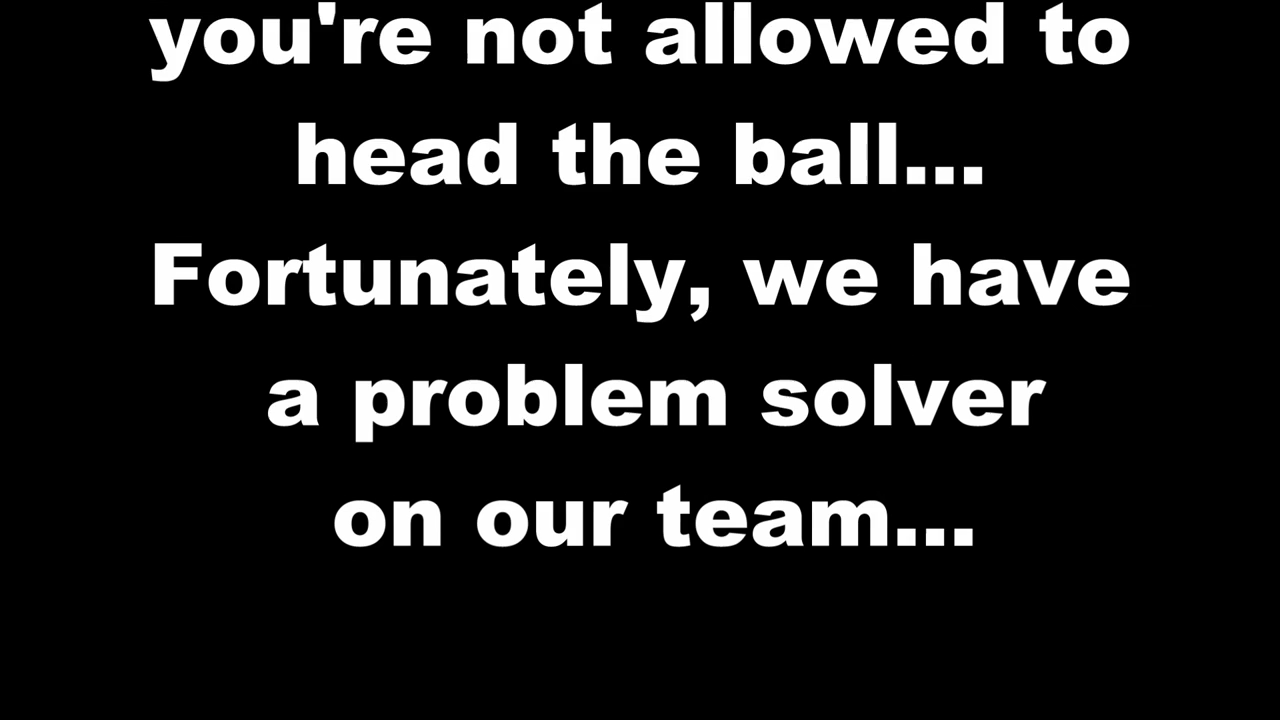 you're not allowed to
head the ball...
Fortunately, we have
a problem solver
on our team...